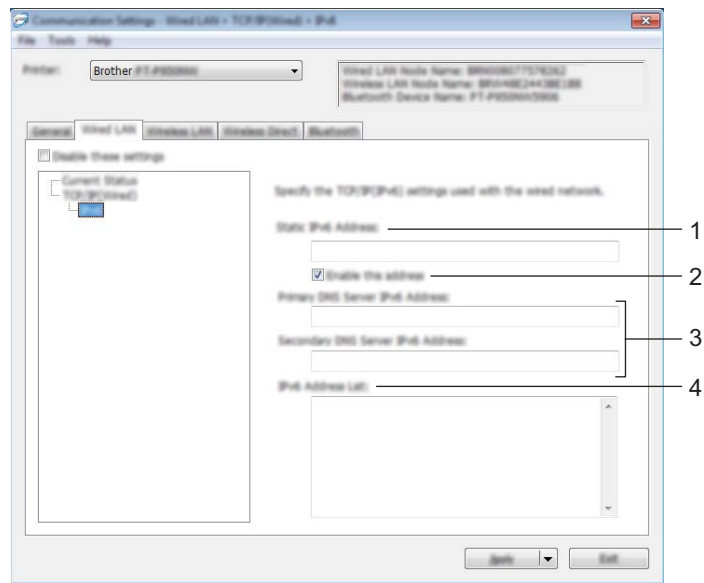 Communication Settings - Wired LAN > TCP/IP(Wired) > IPv6
File Tools Help
Printer:
Brother PT-P950NW
Wired LAN Node Name:
Wireless LAN Node Name:
Bluetooth Device Name:
General Wired LAN Wireless LAN Wireless Direct Bluetooth
Disable these settings
Current Status
TCP/IP(Wired)
Specify the TCP/IP(IPv6) settings used with the wired network.
Static IPv6 Address:
1
Enable this address
2
Primary DNS Server IPv6 Address:
3
Secondary DNS Server IPv6 Address:
IPv6 Address List:
4
Apply
Exit